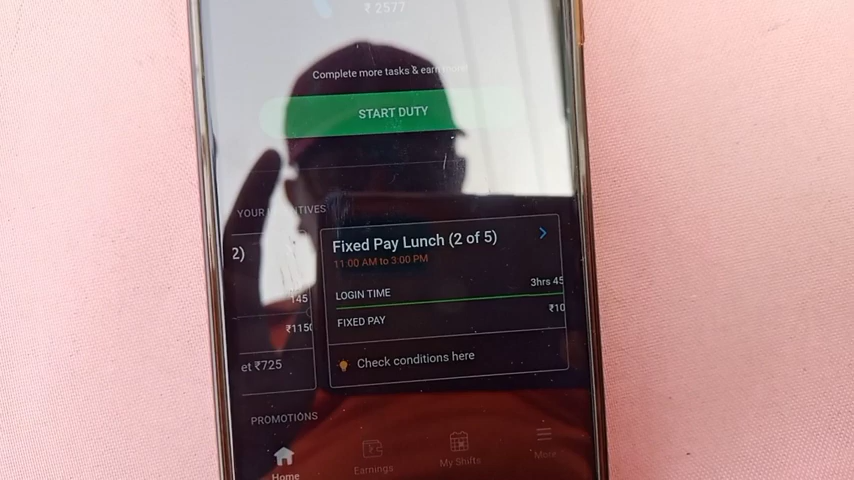 ₹ 2577
Complete more tasks & earn more!
START DUTY
YOUR INCENTIVES
2)
145
₹1150
et ₹725
Fixed Pay Lunch (2 of 5)
11:00 AM to 3:00 PM
LOGIN TIME
3hrs 45
FIXED PAY
₹10
Check conditions here
PROMOTIONS
Home
Earnings
My Shifts
More